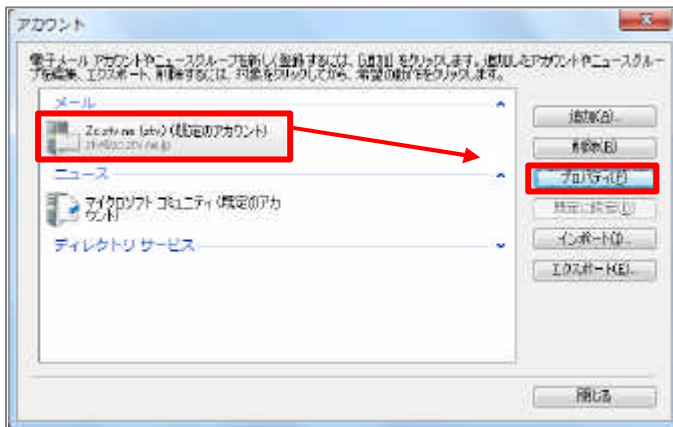 アカウント
電子メール アカウントやニュースグループを新しく登録するには、[追加] をクリックします。追加したアカウントやニュースグルー
プを編集、エクスポート、削除するには、対象をクリックしてから、希望の動作をクリックします。
メール
(既定のアカウント)
ニュース
マイクロソフト コミュニティ (既定のアカ
ウント)
ディレクトリ サービス
追加(A)...
削除(R)
プロパティ(P)
既定に設定(D)
インポート(I)...
エクスポート(E)...
閉じる